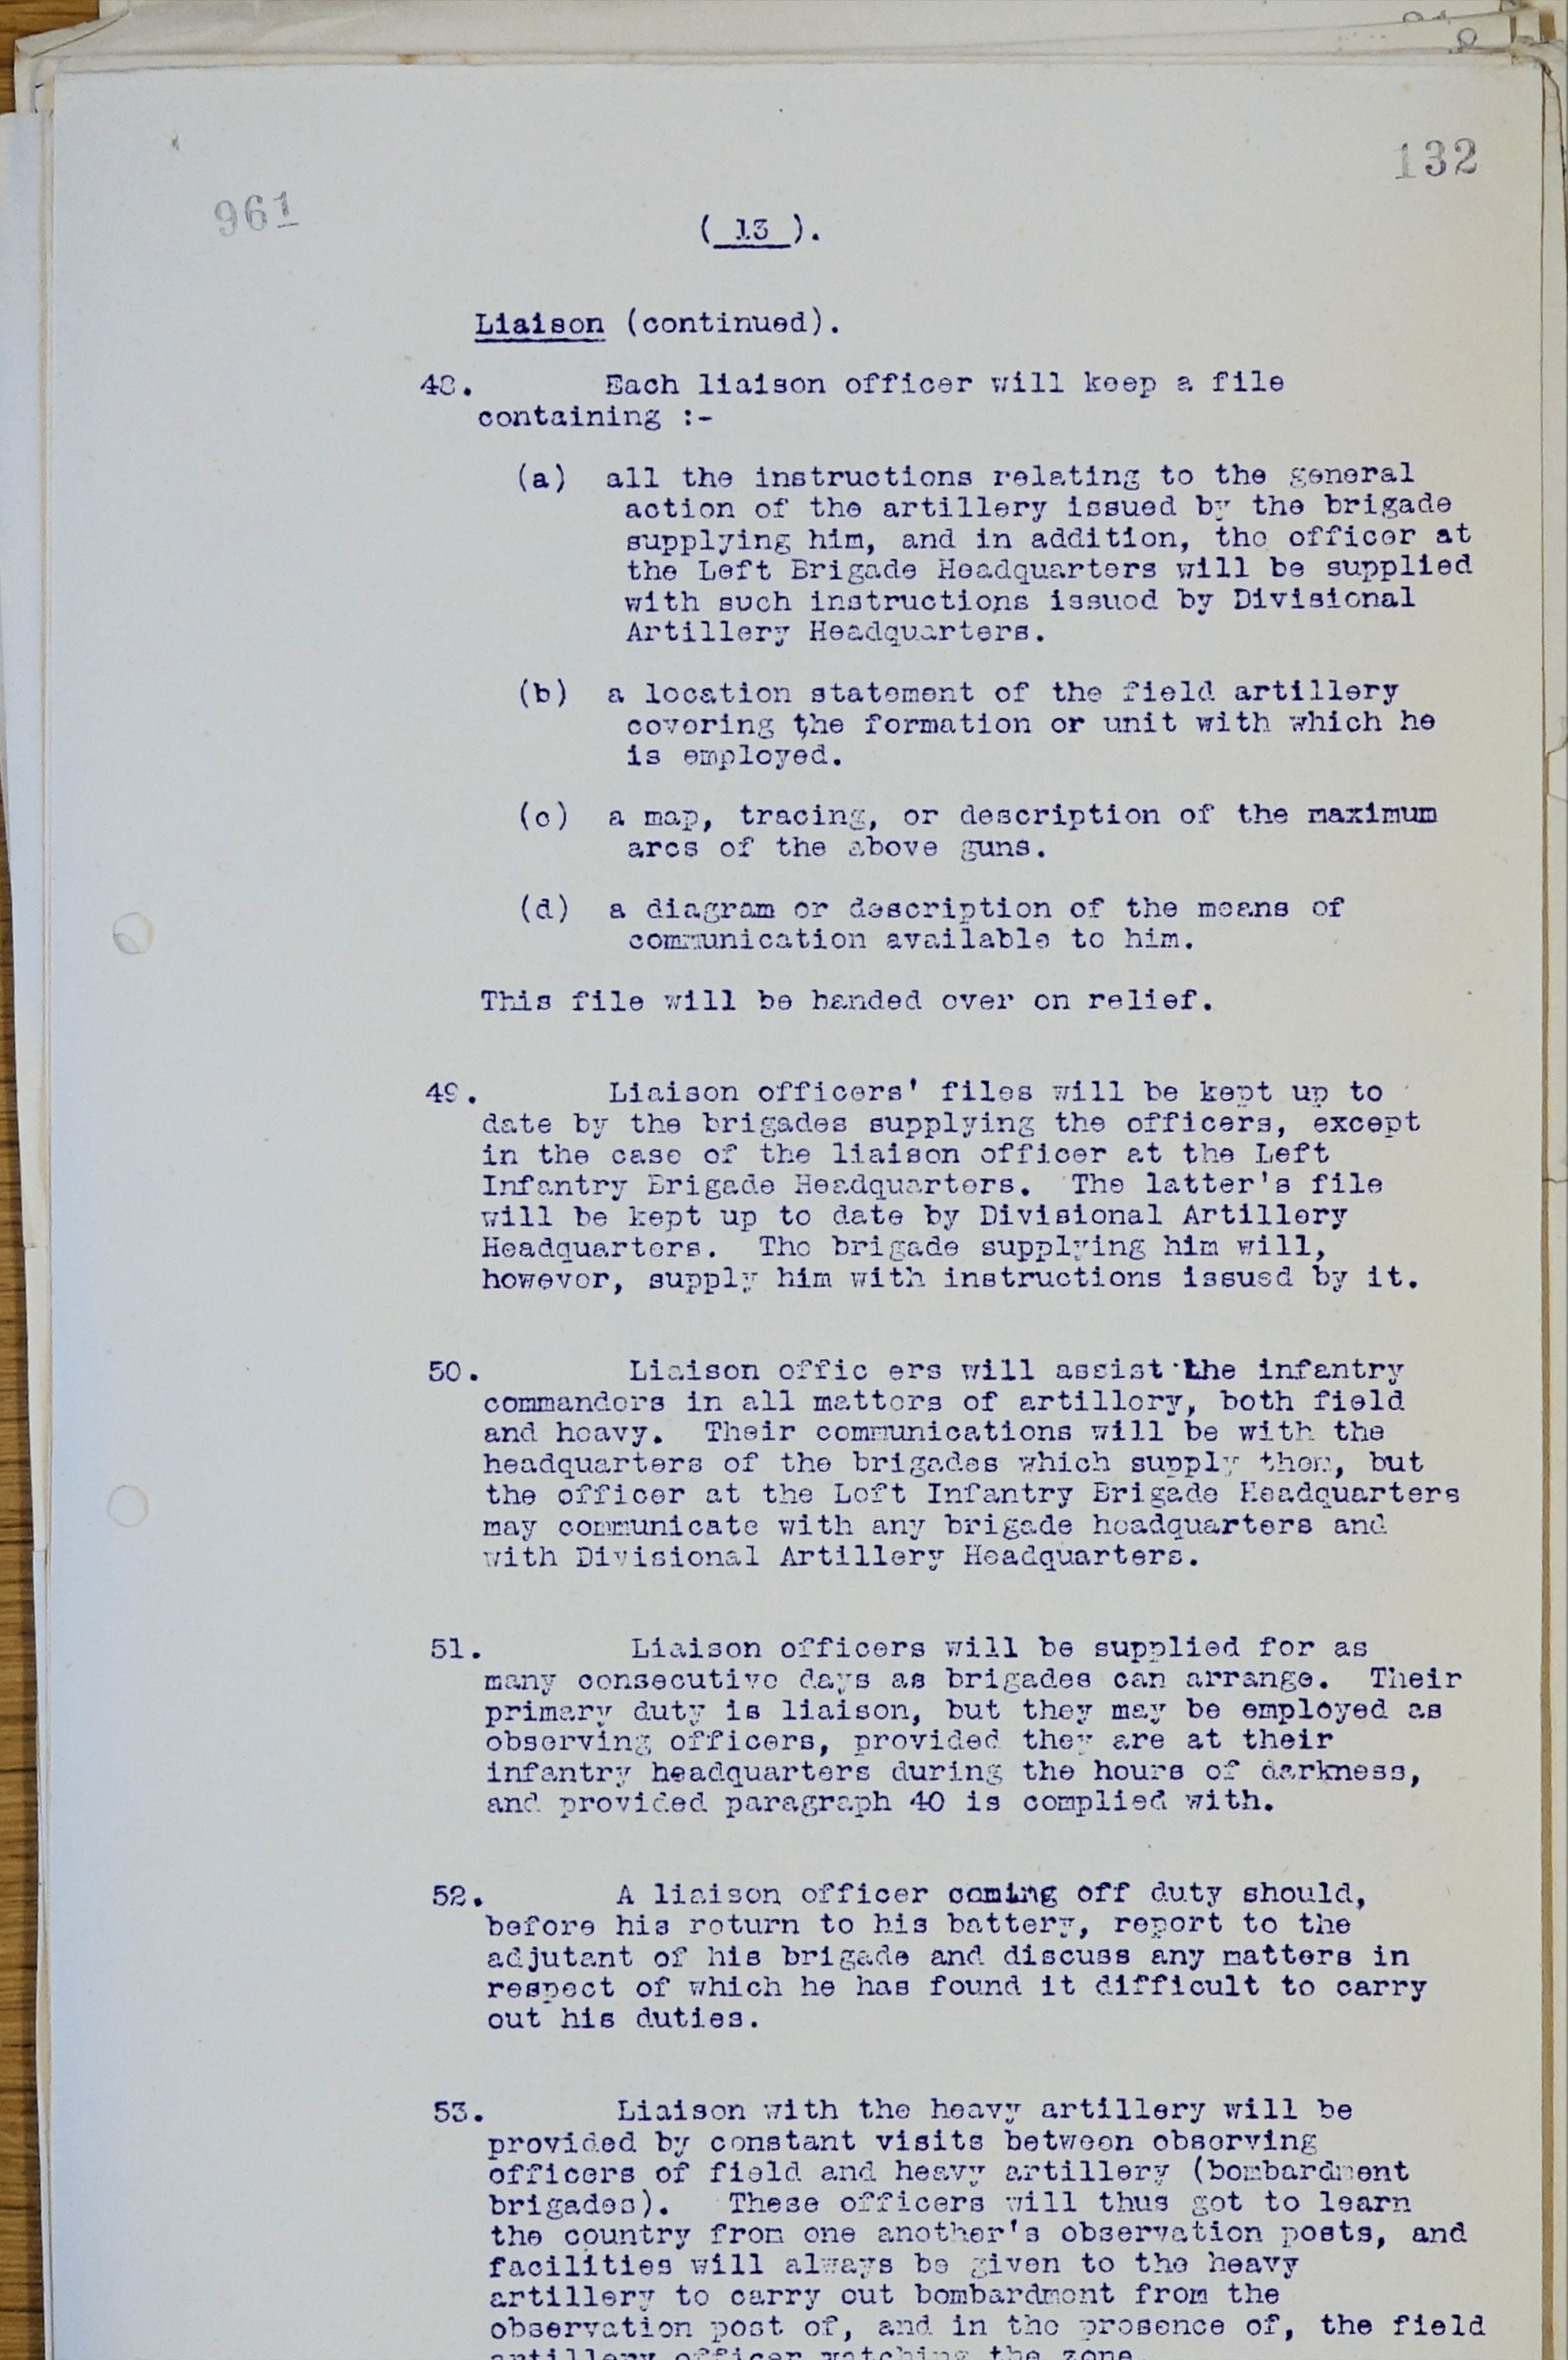 132
961
( 13 ).
Liaison (continued).
48. Each liaison officer will keep a file
containing :-
(a) all the instructions relating to the general
action of the artillery issued by the brigade
supplying him, and in addition, the officer at
the Left Brigade Headquarters will be supplied
with such instructions issued by Divisional
Artillery Headquarters.
(b) a location statement of the field artillery
covering the formation or unit with which he
is employed.
(c) a map, tracing, or description of the maximum
arcs of the above guns.
(d) a diagram or description of the means of
communication available to him.
This file will be handed over on relief.
49. Liaison officers' files will be kept up to
date by the brigades supplying the officers, except
in the case of the liaison officer at the Left
Infantry Brigade Headquarters. The latter's file
will be kept up to date by Divisional Artillery
Headquarters. The brigade supplying him will,
however, supply him with instructions issued by it.
50. Liaison offic ers will assist the infantry
commanders in all matters of artillery, both field
and heavy. Their communications will be with the
headquarters of the brigades which supply them, but
the officer at the Left Infantry Brigade Headquarters
may communicate with any brigade headquarters and
with Divisional Artillery Headquarters.
51. Liaison officers will be supplied for as
many consecutive days as brigades can arrange. Their
primary duty is liaison, but they may be employed as
observing officers, provided they are at their
infantry headquarters during the hours of darkness,
and provided paragraph 40 is complied with.
52. A liaison officer coming off duty should,
before his return to his battery, report to the
adjutant of his brigade and discuss any matters in
respect of which he has found it difficult to carry
out his duties.
53. Liaison with the heavy artillery will be
provided by constant visits between observing
officers of field and heavy artillery (bombardment
brigades). These officers will thus get to learn
the country from one another's observation posts, and
facilities will always be given to the heavy
artillery to carry out bombardment from the
observation post of, and in the presence of, the field
artillery officer watching the zone.